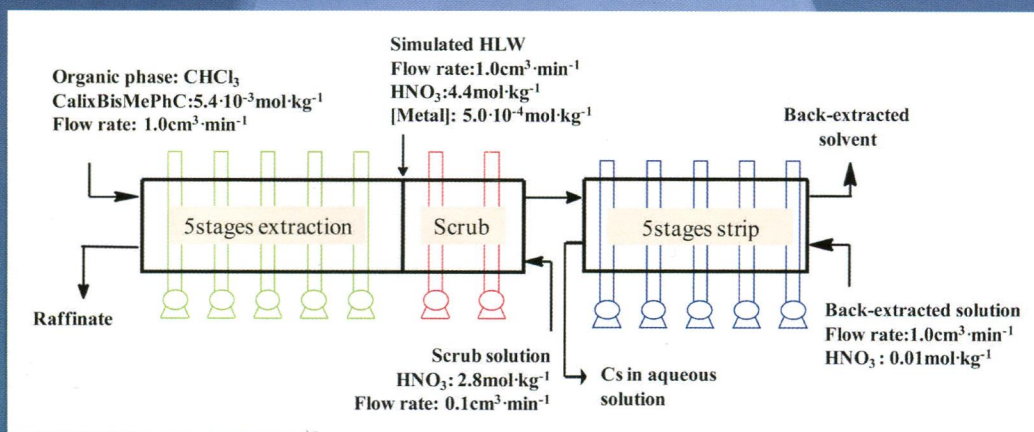 Organic phase: CHCl₃
CalixBisMePhC:5.4·10⁻³mol·kg⁻¹
Flow rate: 1.0cm³·min⁻¹
Simulated HLW
Flow rate:1.0cm³·min⁻¹
HNO₃:4.4mol·kg⁻¹
[Metal]: 5.0·10⁻⁴mol·kg⁻¹
Back-extracted
solvent
5stages extraction
Scrub
5stages strip
Raffinate
Scrub solution
HNO₃: 2.8mol·kg⁻¹
Flow rate: 0.1cm³·min⁻¹
Cs in aqueous
solution
Back-extracted solution
Flow rate:1.0cm³·min⁻¹
HNO₃ : 0.01mol·kg⁻¹